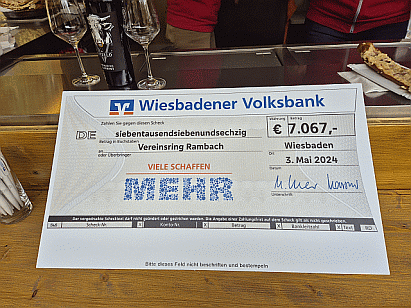 Wiesbadener Volksbank
Zahlen Sie gegen diesen Scheck
Währung Betrag
DE siebentausendsiebenundsechzig € 7.067,-
Betrag in Buchstaben
Vereinsring Rambach Wiesbaden
an oder Überbringer Ort
VIELE SCHAFFEN 3. Mai 2024
Datum
MEHR
Unterschrift
Der vorgedruckte Schecktext darf nicht geändert oder gestrichen werden. Die Angabe einer Zahlungsfrist auf dem Scheck gilt als nicht geschrieben.
Scheck-Nr. X Konto-Nr. X Betrag X Bankleitzahl X Text
Bitte dieses Feld nicht beschriften und bestempeln